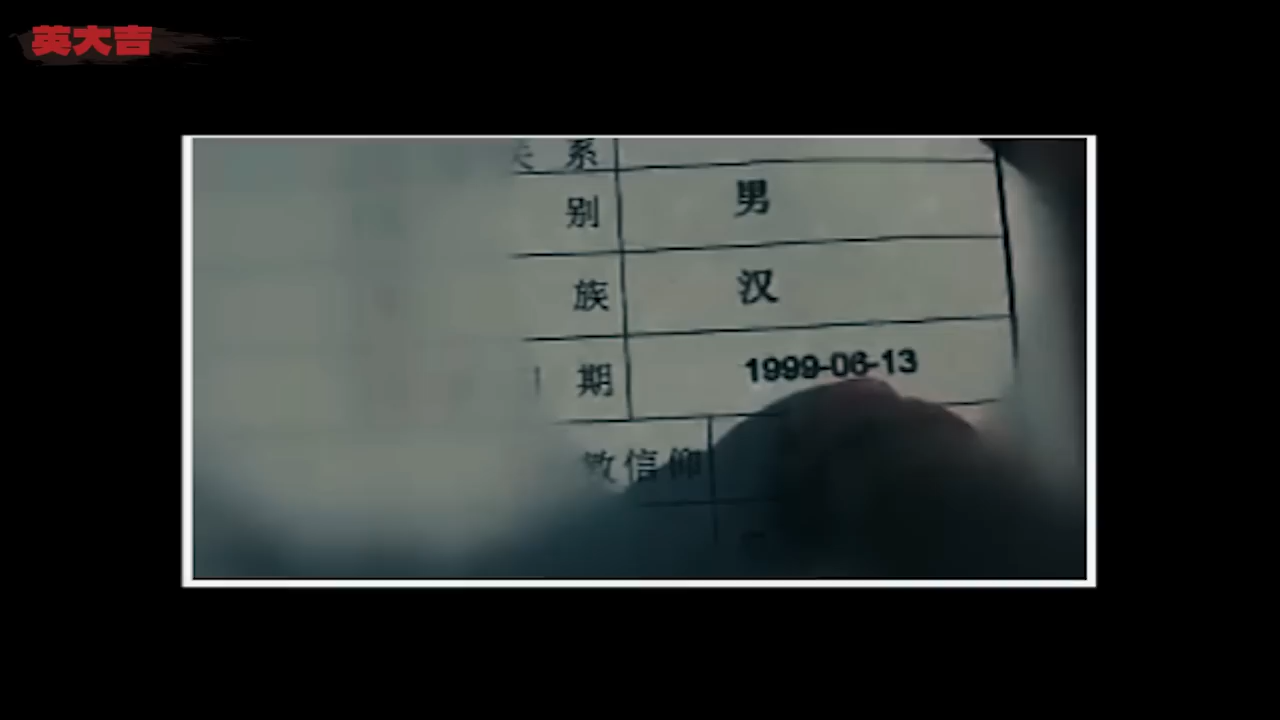 英大吉
系
别 男
族 汉
期 1999-06-13
教信仰